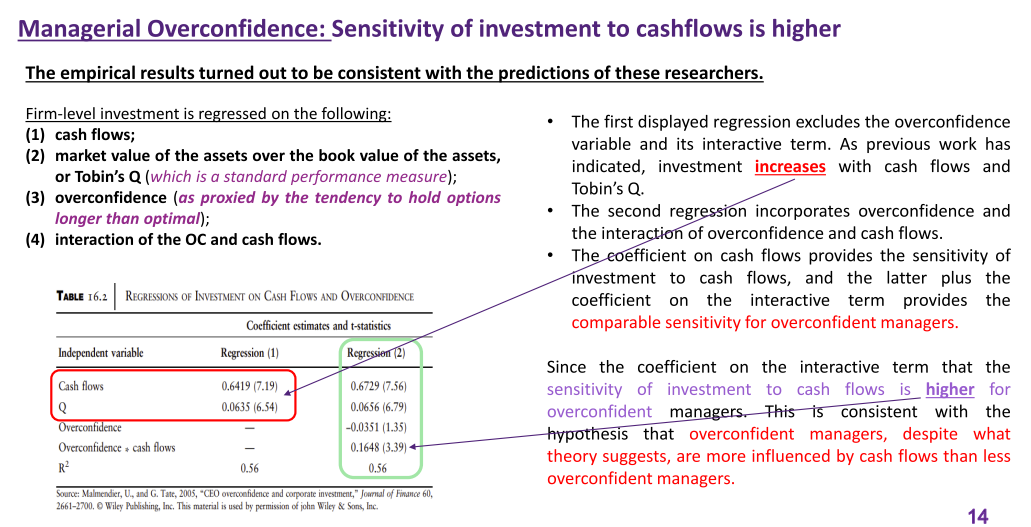 Managerial Overconfidence: Sensitivity of investment to cashflows is higher
The empirical results turned out to be consistent with the predictions of these researchers.
Firm-level investment is regressed on the following:
(1) cash flows;
(2) market value of the assets over the book value of the assets,
or Tobin's Q (which is a standard performance measure);
(3) overconfidence (as proxied by the tendency to hold options
longer than optimal);
(4) interaction of the OC and cash flows.
TABLE 16.2 REGRESSIONS OF INVESTMENT ON CASH FLOWS AND OVERCONFIDENCE
Coefficient estimates and t-statistics
Independent variable Regression (1) Regression (2)
Cash flows 0.6419 (7.19) 0.6729 (7.56)
Q 0.0635 (6.54) 0.0656 (6.79)
Overconfidence — –0.0351 (1.35)
Overconfidence * cash flows — 0.1648 (3.39)
R2 0.56 0.56
Source: Malmendier, U., and G. Tate, 2005, "CEO overconfidence and corporate investment," Journal of Finance 60,
2661–2700. © Wiley Publishing, Inc. This material is used by permission of john Wiley & Sons, Inc.
• The first displayed regression excludes the overconfidence
variable and its interactive term. As previous work has
indicated, investment increases with cash flows and
Tobin's Q.
• The second regression incorporates overconfidence and
the interaction of overconfidence and cash flows.
• The coefficient on cash flows provides the sensitivity of
investment to cash flows, and the latter plus the
coefficient on the interactive term provides the
comparable sensitivity for overconfident managers.
Since the coefficient on the interactive term that the
sensitivity of investment to cash flows is higher for
overconfident managers. This is consistent with the
hypothesis that overconfident managers, despite what
theory suggests, are more influenced by cash flows than less
overconfident managers.
14